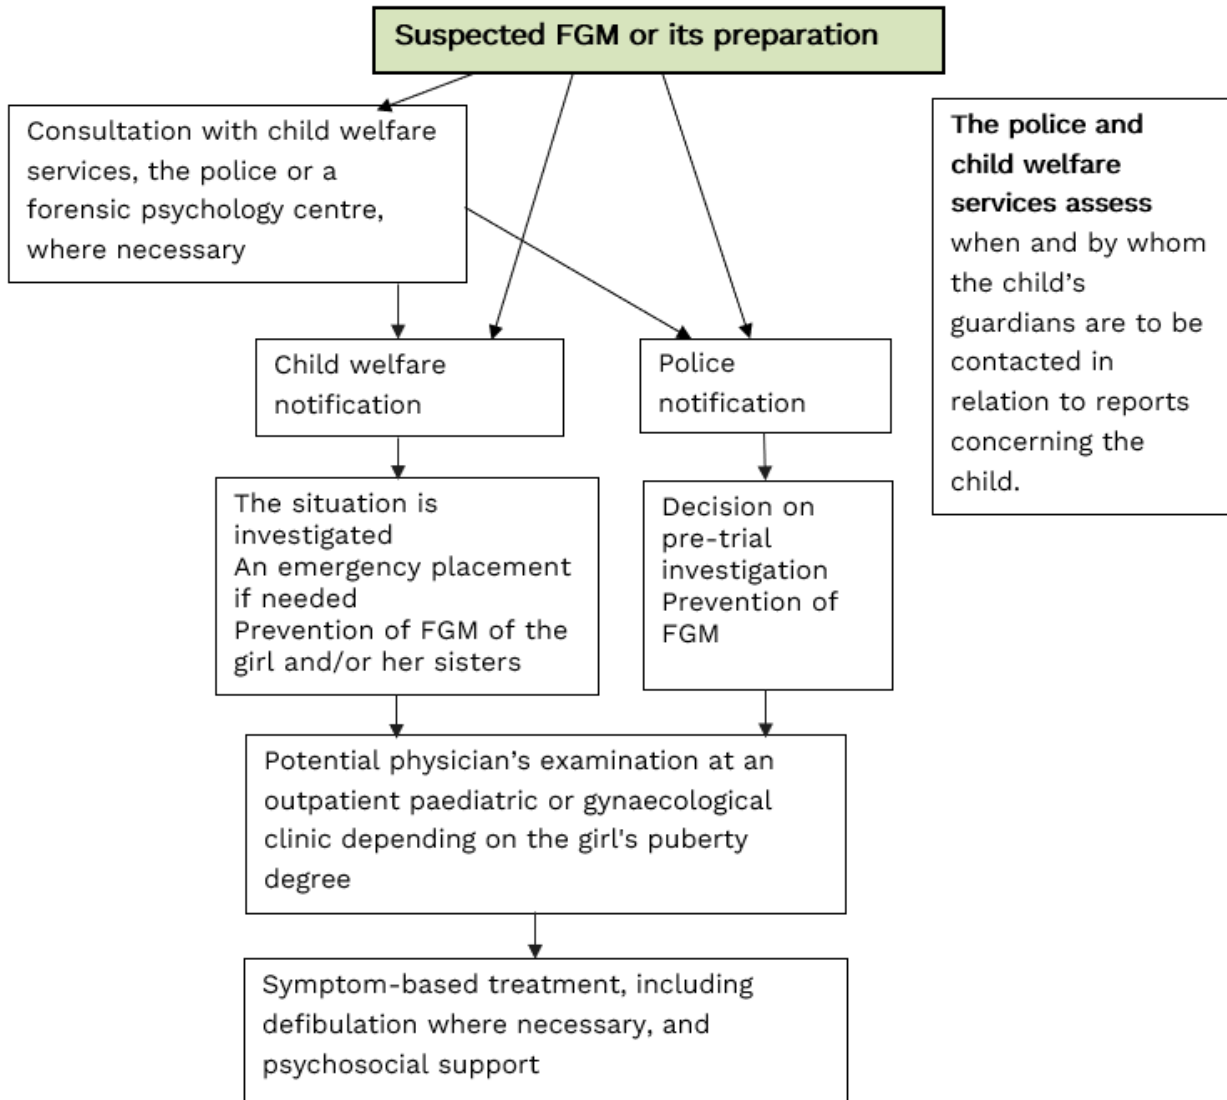 Suspected FGM or its preparation
Consultation with child welfare
services, the police or a
forensic psychology centre,
where necessary
The police and
child welfare
services assess
when and by whom
the child’s
guardians are to be
contacted in
relation to reports
concerning the
child.
Child welfare
notification
Police
notification
The situation is
investigated
An emergency placement
if needed
Prevention of FGM of the
girl and/or her sisters
Decision on
pre-trial
investigation
Prevention of
FGM
Potential physician’s examination at an
outpatient paediatric or gynaecological
clinic depending on the girl's puberty
degree
Symptom-based treatment, including
defibulation where necessary, and
psychosocial support